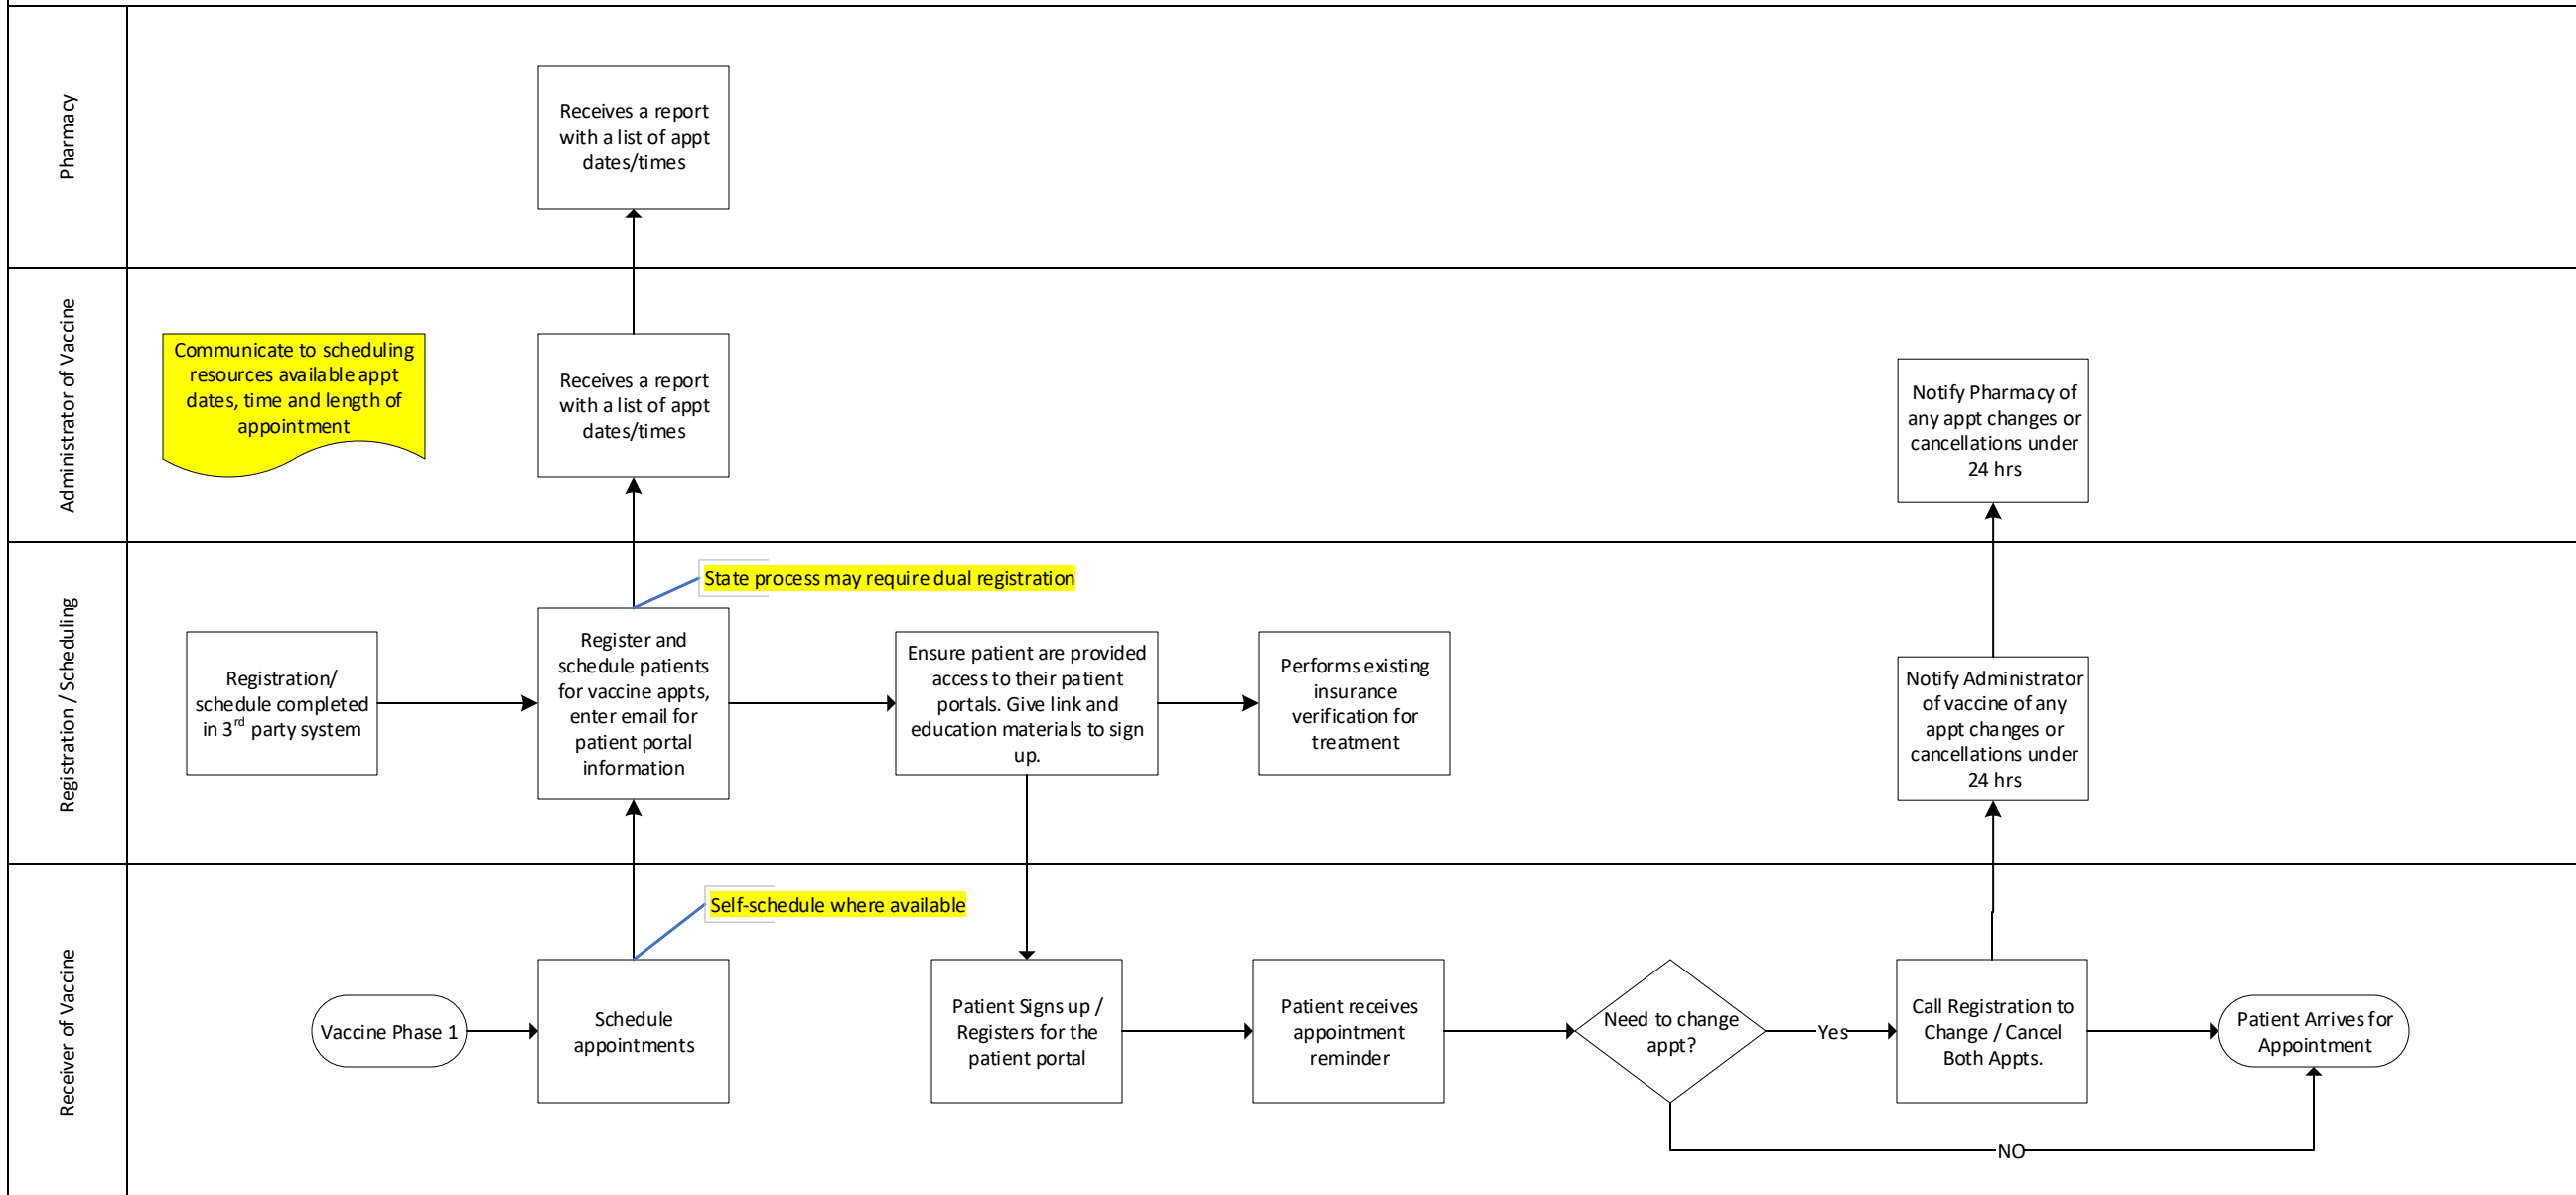 Pharmacy
Receives a report
with a list of appt
dates/times
Administrator of Vaccine
Communicate to scheduling
resources available appt
dates, time and length of
appointment
Receives a report
with a list of appt
dates/times
Notify Pharmacy of
any appt changes or
cancellations under
24 hrs
Registration / Scheduling
State process may require dual registration
Registration/
schedule completed
in 3rd party system
Register and
schedule patients
for vaccine appts,
enter email for
patient portal
information
Ensure patient are provided
access to their patient
portals. Give link and
education materials to sign
up.
Performs existing
insurance
verification for
treatment
Notify Administrator
of vaccine of any
appt changes or
cancellations under
24 hrs
Receiver of Vaccine
Self-schedule where available
Vaccine Phase 1
Schedule
appointments
Patient Signs up /
Registers for the
patient portal
Patient receives
appointment
reminder
Need to change
appt?
Yes
Call Registration to
Change / Cancel
Both Appts.
Patient Arrives for
Appointment
NO